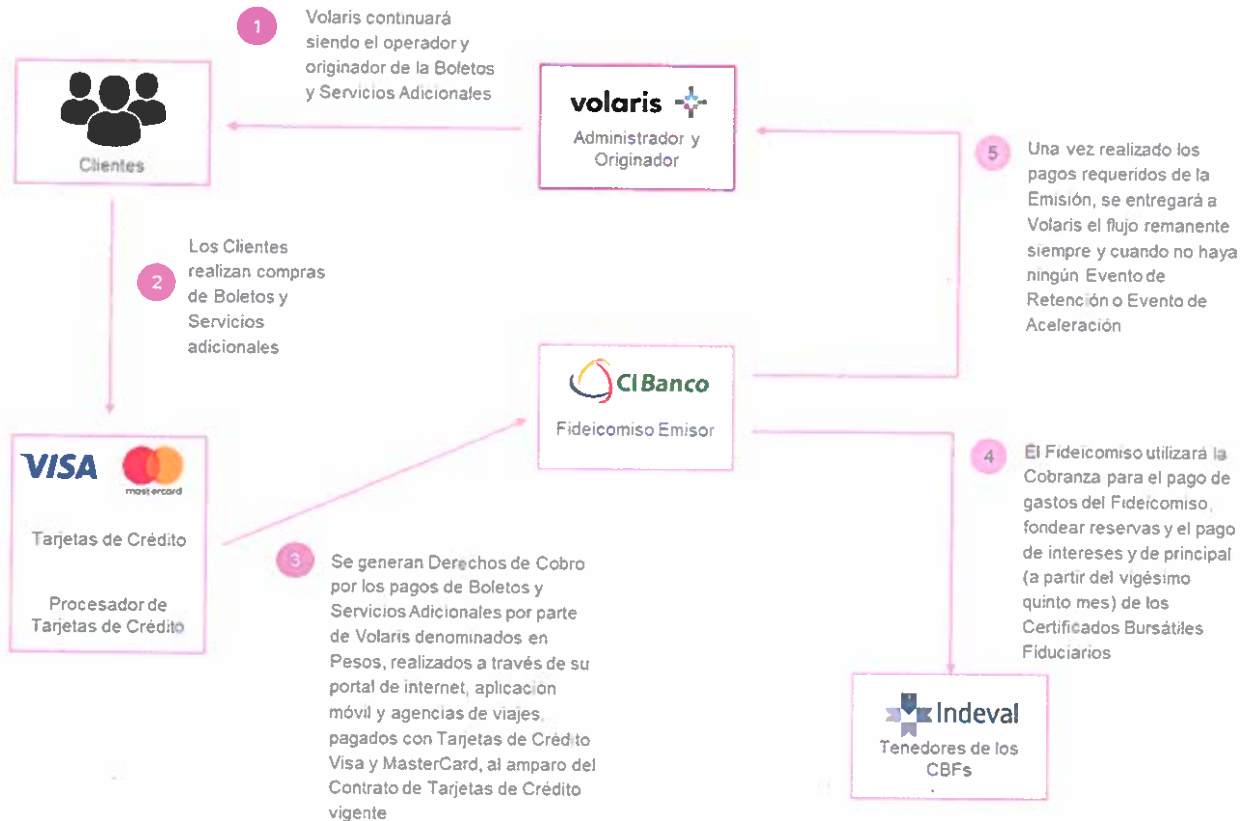 1
Volaris continuará
siendo el operador y
originador de la Boletos
y Servicios Adicionales
Clientes
volaris
Administrador y
Originador
5
Una vez realizado los
pagos requeridos de la
Emisión, se entregará a
Volaris el flujo remanente
siempre y cuando no haya
ningún Evento de
Retención o Evento de
Aceleración
2
Los Clientes
realizan compras
de Boletos y
Servicios
adicionales
CIBanco
Fideicomiso Emisor
VISA
mastercard
Tarjetas de Crédito
Procesador de
Tarjetas de Crédito
3
Se generan Derechos de Cobro
por los pagos de Boletos y
Servicios Adicionales por parte
de Volaris denominados en
Pesos, realizados a través de su
portal de internet, aplicación
móvil y agencias de viajes,
pagados con Tarjetas de Crédito
Visa y MasterCard, al amparo del
Contrato de Tarjetas de Crédito
vigente
4
El Fideicomiso utilizará la
Cobranza para el pago de
gastos del Fideicomiso,
fondear reservas y el pago
de intereses y de principal
(a partir del vigésimo
quinto mes) de los
Certificados Bursátiles
Fiduciarios
Indeval
Tenedores de los
CBFs